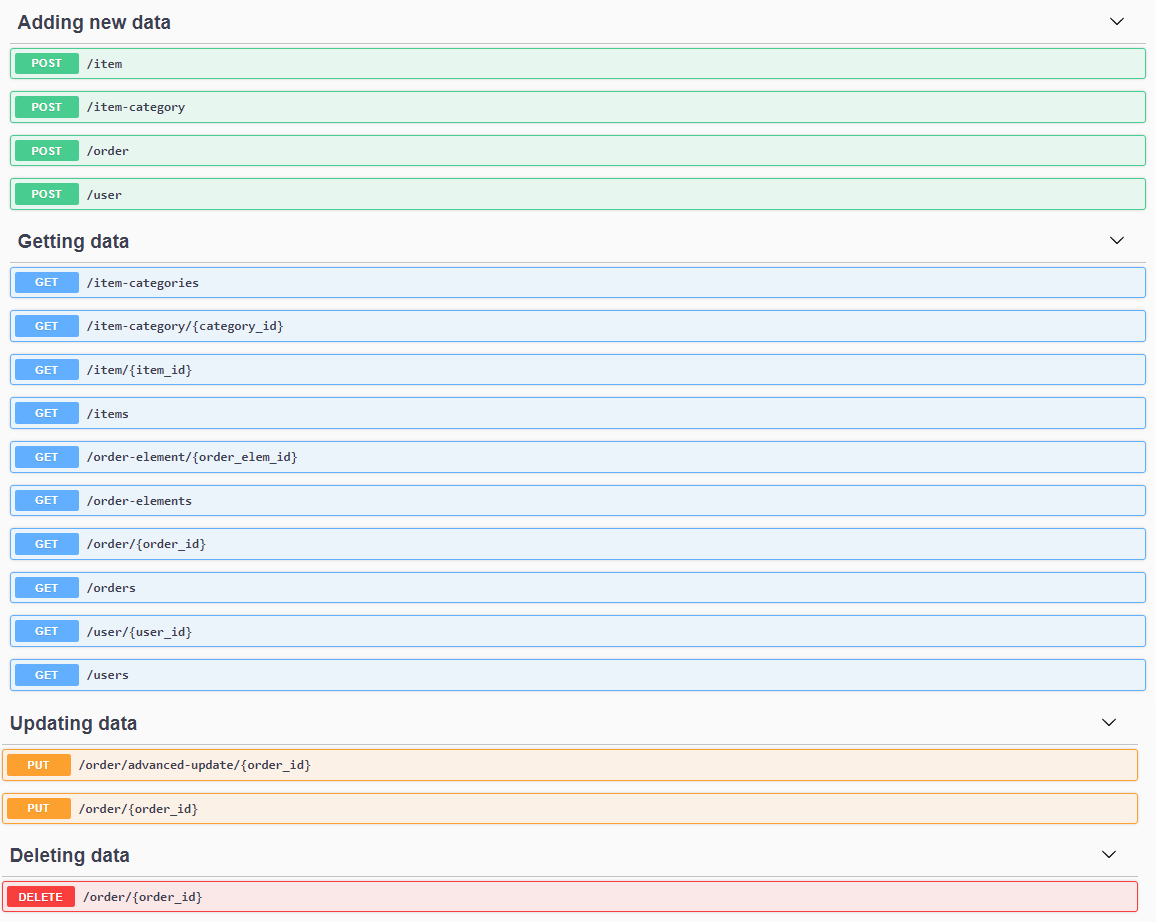 Adding new data
POST /item
POST /item-category
POST /order
POST /user
Getting data
GET /item-categories
GET /item-category/{category_id}
GET /item/{item_id}
GET /items
GET /order-element/{order_elem_id}
GET /order-elements
GET /order/{order_id}
GET /orders
GET /user/{user_id}
GET /users
Updating data
PUT /order/advanced-update/{order_id}
PUT /order/{order_id}
Deleting data
DELETE /order/{order_id}